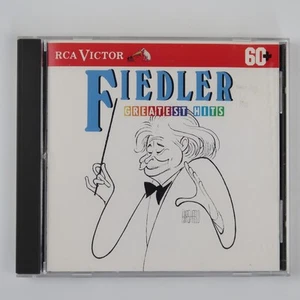 RCA VICTOR
60+
FIEDLER
GREATEST HITS